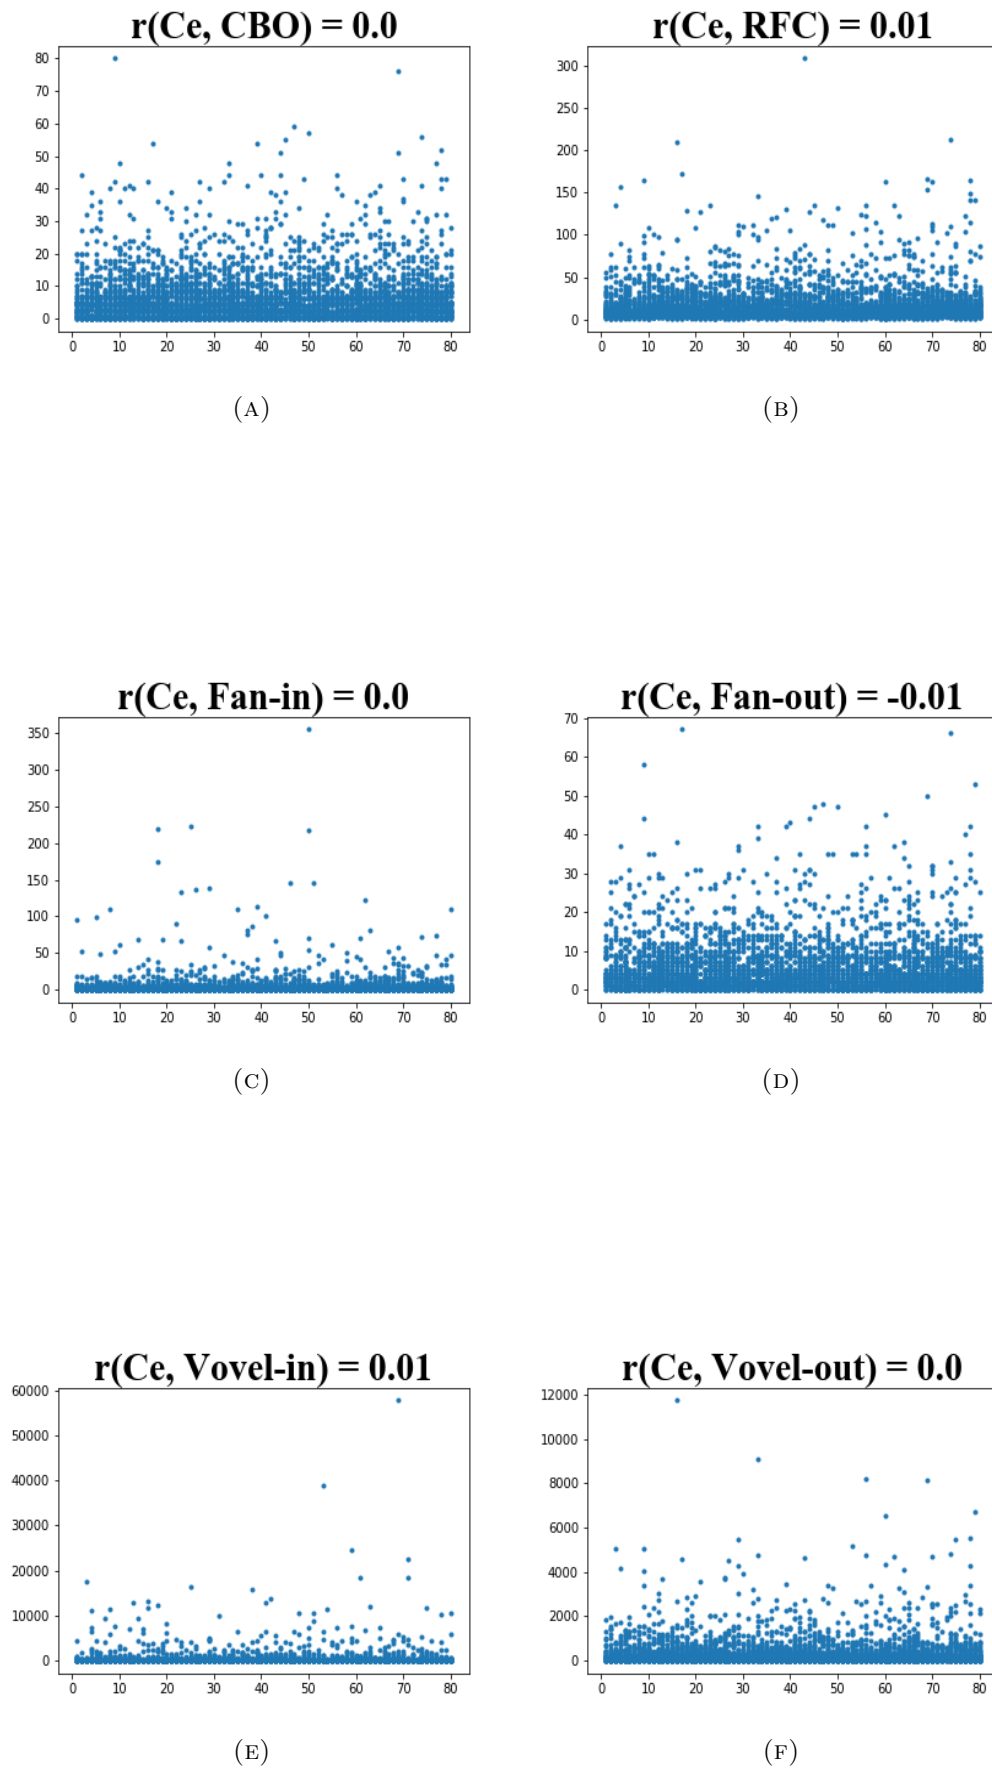 r(Ce, CBO) = 0.0
80
70
60
50
40
30
20
10
0
0 10 20 30 40 50 60 70 80
(A)
r(Ce, RFC) = 0.01
300
250
200
150
100
50
0
0 10 20 30 40 50 60 70 80
(B)
r(Ce, Fan-in) = 0.0
350
300
250
200
150
100
50
0
0 10 20 30 40 50 60 70 80
(C)
r(Ce, Fan-out) = -0.01
70
60
50
40
30
20
10
0
0 10 20 30 40 50 60 70 80
(D)
r(Ce, Vovel-in) = 0.01
60000
50000
40000
30000
20000
10000
0
0 10 20 30 40 50 60 70 80
(E)
r(Ce, Vovel-out) = 0.0
12000
10000
8000
6000
4000
2000
0
0 10 20 30 40 50 60 70 80
(F)